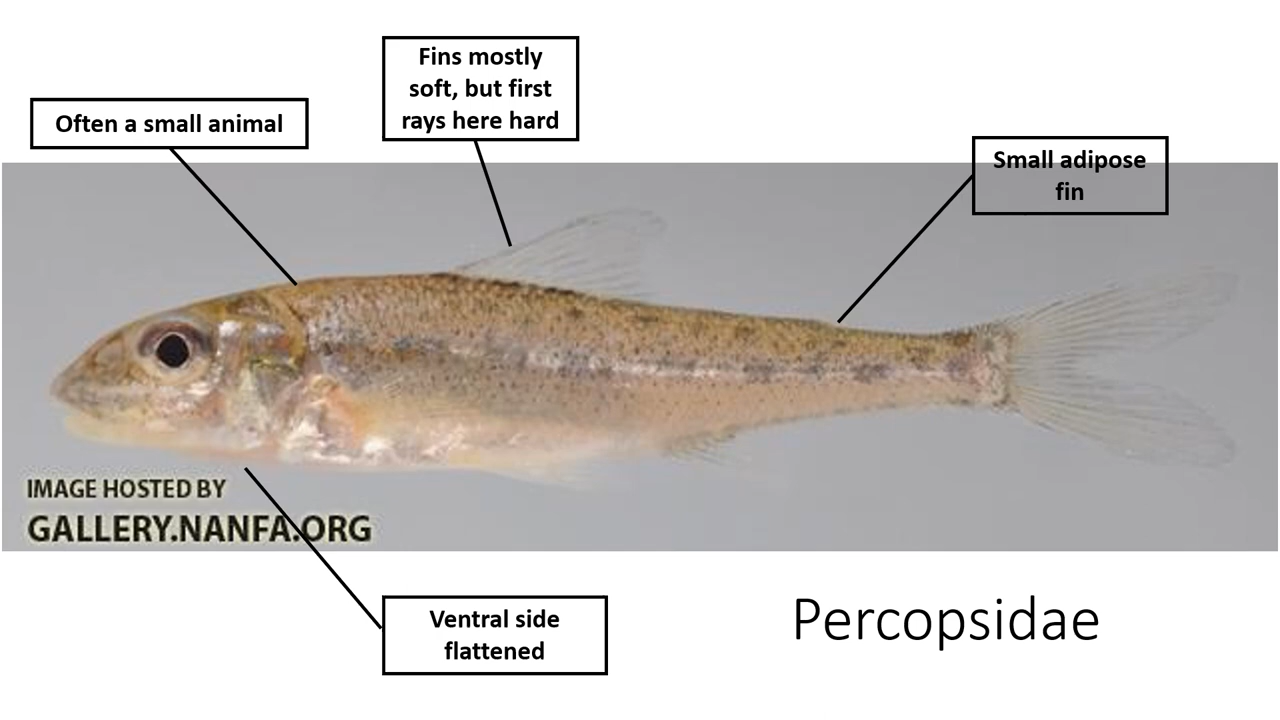 Fins mostly
soft, but first
rays here hard
Often a small animal
Small adipose
fin
IMAGE HOSTED BY
GALLERY.NANFA.ORG
Ventral side
flattened
Percopsidae